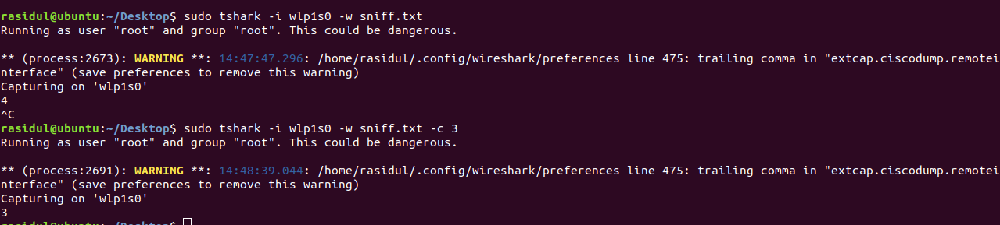 rasidul@ubuntu:~/Desktop$ sudo tshark -i wlp1s0 -w sniff.txt
Running as user "root" and group "root". This could be dangerous.
** (process:2673): WARNING **: 14:47:47.296: /home/rasidul/.config/wireshark/preferences line 475: trailing comma in "extcap.ciscodump.remotei
nterface" (save preferences to remove this warning)
Capturing on 'wlp1s0'
4
^C
rasidul@ubuntu:~/Desktop$ sudo tshark -i wlp1s0 -w sniff.txt -c 3
Running as user "root" and group "root". This could be dangerous.
** (process:2691): WARNING **: 14:48:39.044: /home/rasidul/.config/wireshark/preferences line 475: trailing comma in "extcap.ciscodump.remotei
nterface" (save preferences to remove this warning)
Capturing on 'wlp1s0'
3
rasidul@ubuntu:~/Desktop$